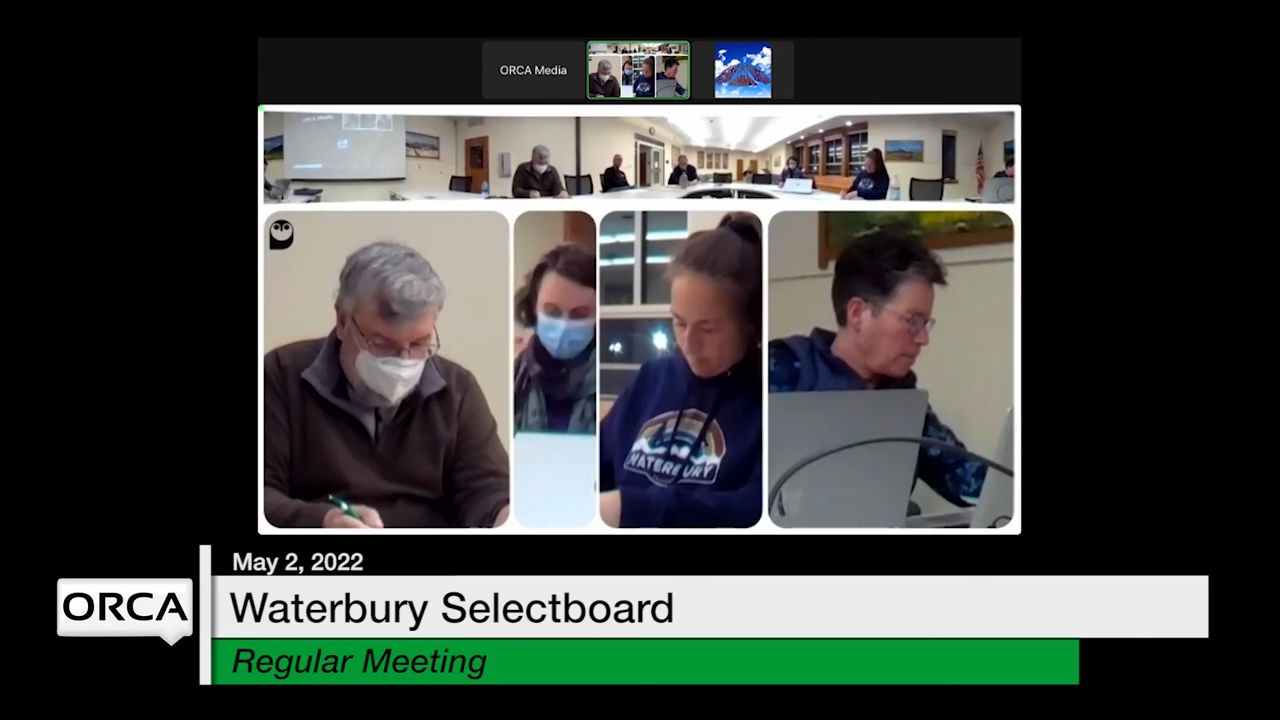 ORCA Media
WATERBURY
May 2, 2022
ORCA
Waterbury Selectboard
Regular Meeting